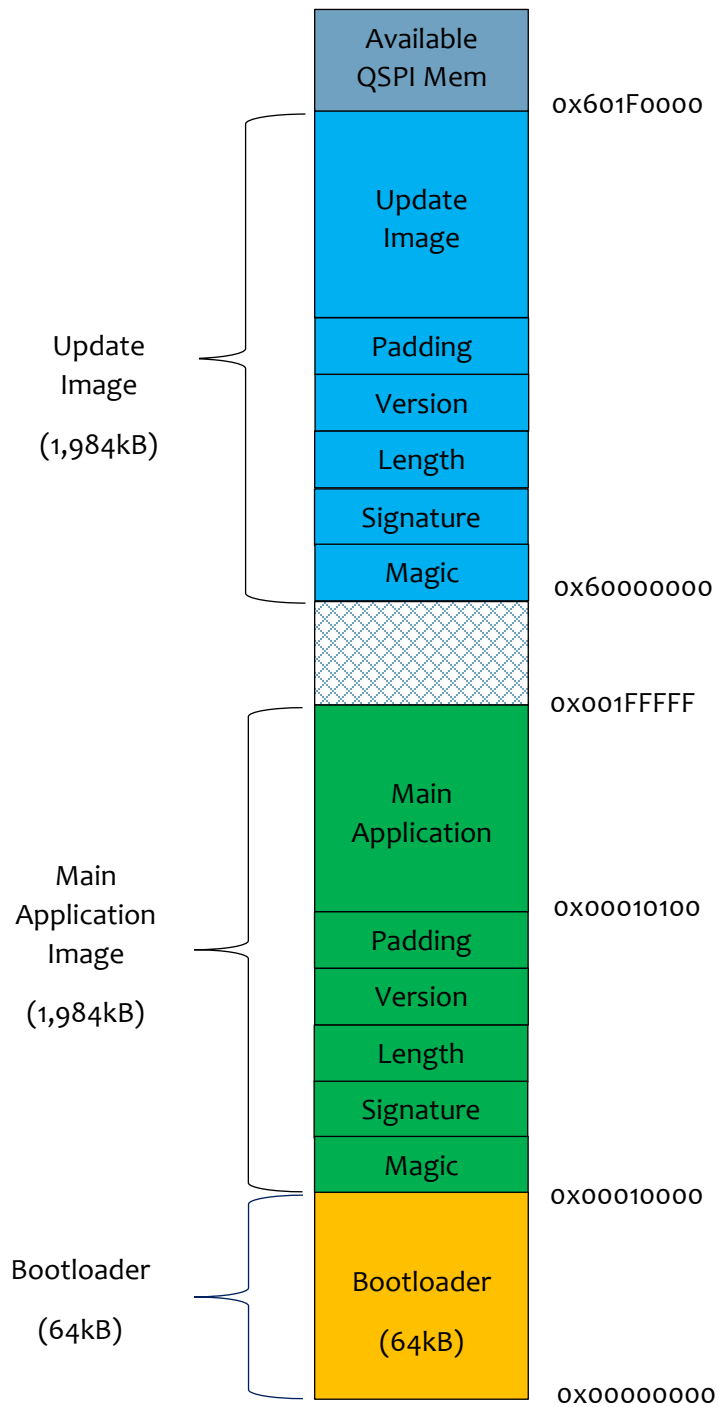 Available
QSPI Mem
0x601F0000
Update
Image
Update
Image
(1,984kB)
Padding
Version
Length
Signature
Magic
0x60000000
0x001FFFFF
Main
Application
Main
Application
Image
(1,984kB)
0x00010100
Padding
Version
Length
Signature
Magic
0x00010000
Bootloader
(64kB)
Bootloader
(64kB)
0x00000000